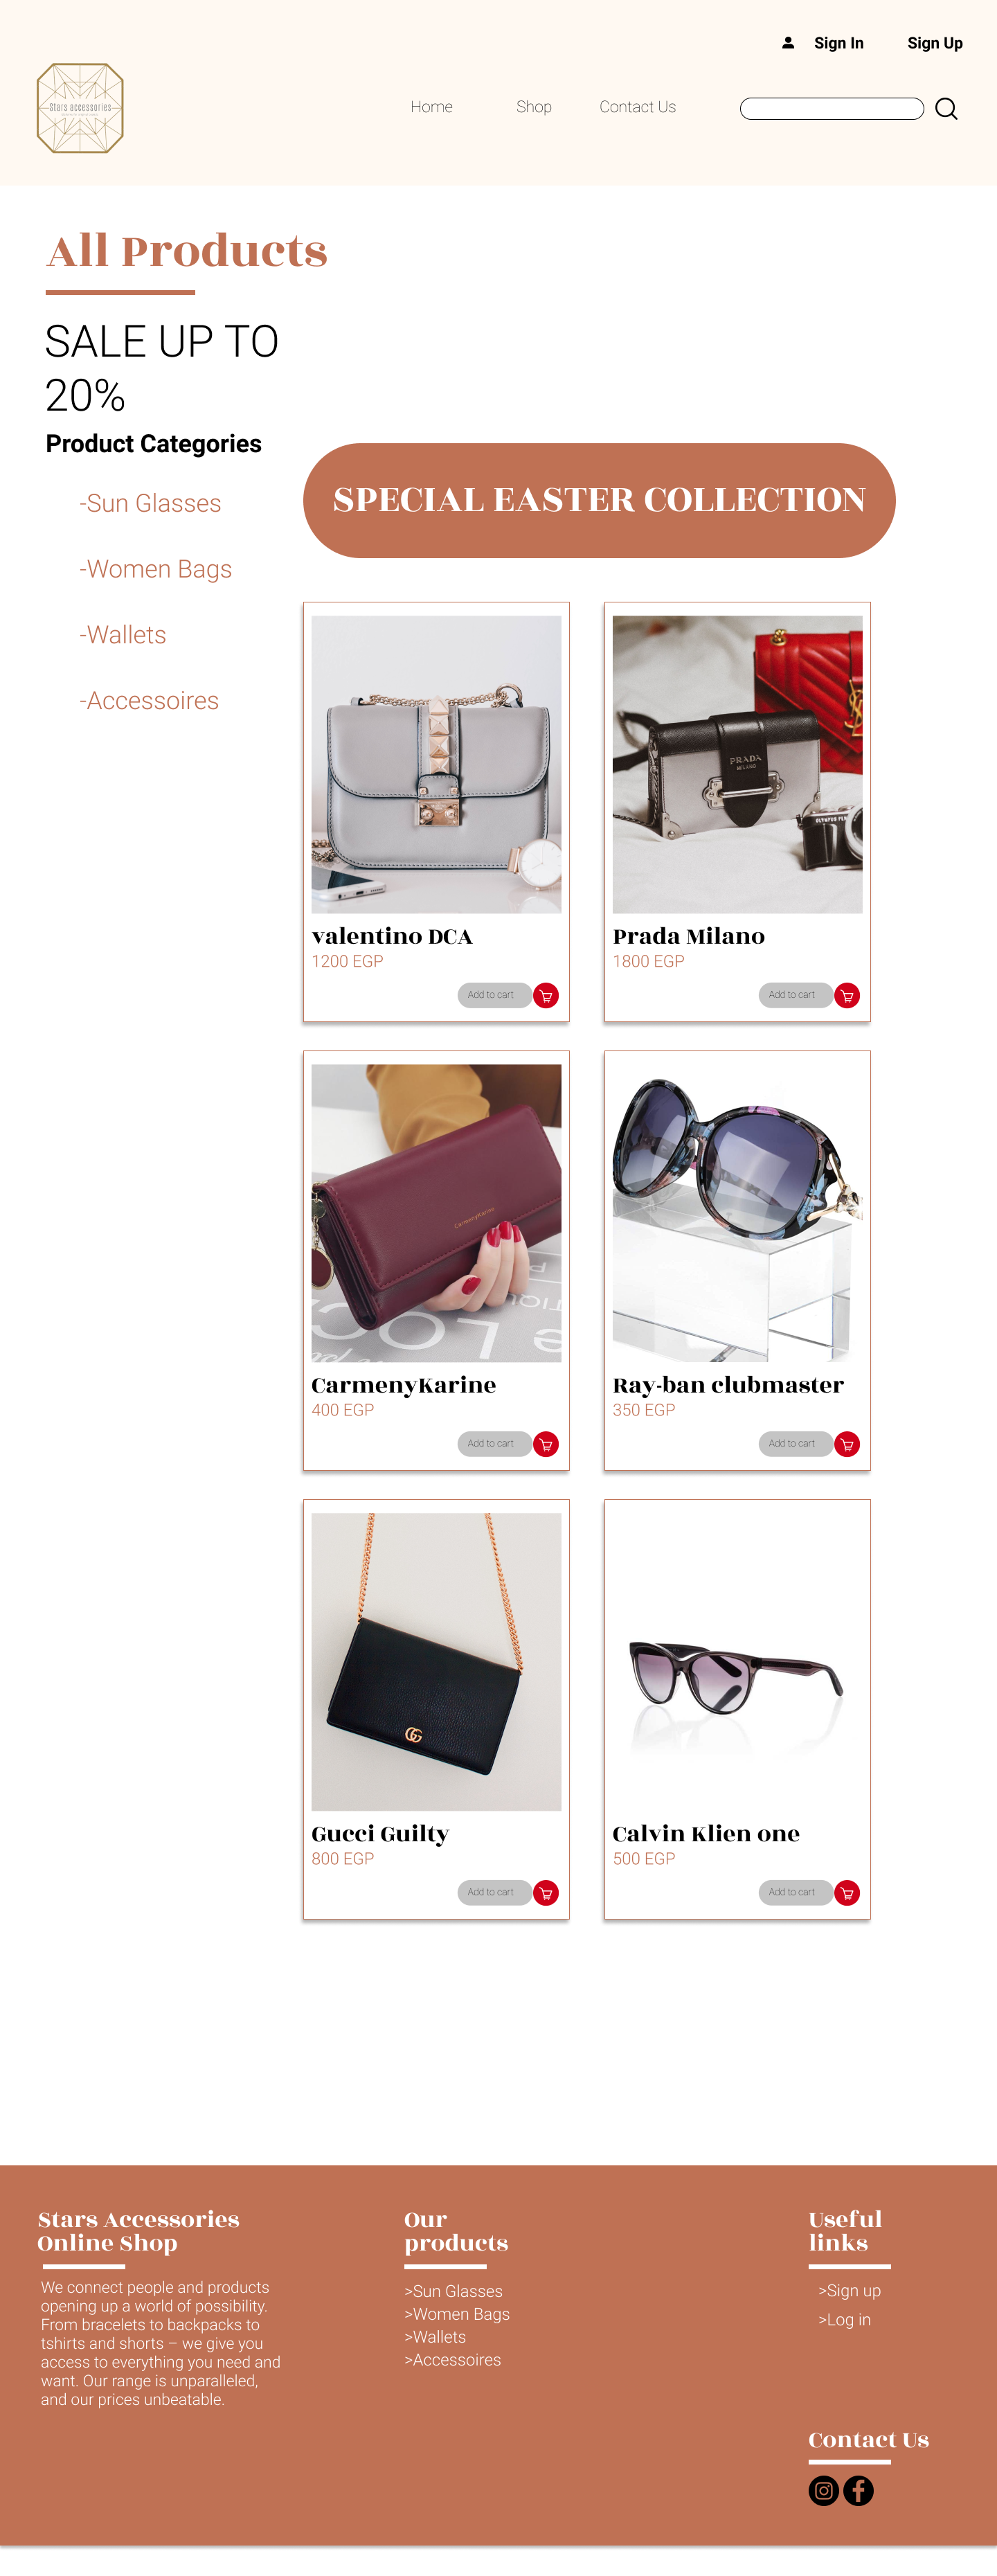 Sign In
Sign Up
Stars accessories
Home
Shop
Contact Us
All Products
SALE UP TO
20%
Product Categories
-Sun Glasses
-Women Bags
-Wallets
-Accessoires
SPECIAL EASTER COLLECTION
PRADA
MILANO
OLYMPUS PEN
valentino DCA
1200 EGP
Add to cart
Prada Milano
1800 EGP
Add to cart
CarmenyKarine
CarmenyKarine
400 EGP
Add to cart
Ray-ban clubmaster
350 EGP
Add to cart
Gucci Guilty
800 EGP
Add to cart
Calvin Klien one
500 EGP
Add to cart
Stars Accessories
Online Shop
We connect people and products
opening up a world of possibility.
From bracelets to backpacks to
tshirts and shorts – we give you
access to everything you need and
want. Our range is unparalleled,
and our prices unbeatable.
Our
products
>Sun Glasses
>Women Bags
>Wallets
>Accessoires
Useful
links
>Sign up
>Log in
Contact Us